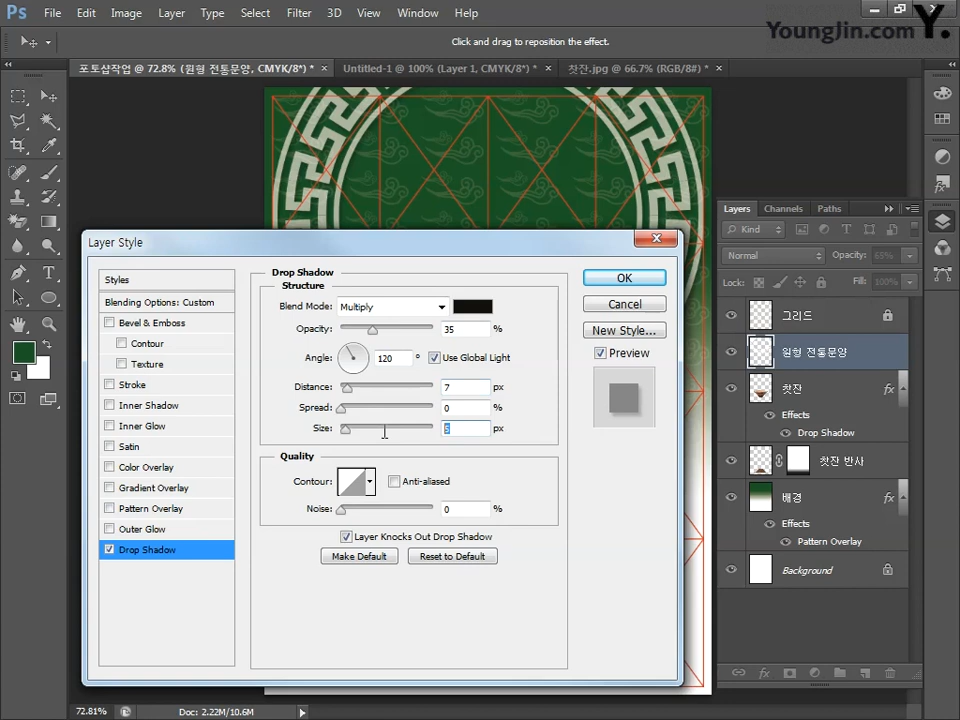 Ps File Edit Image Layer Type Select Filter 3D View Window Help
YoungJin.com Y.
Click and drag to reposition the effect.
포토샵작업 @ 72.8% (원형 전통문양, CMYK/8*) * ×
Untitled-1 @ 100% (Layer 1, CMYK/8*) * ×
찻잔.jpg @ 66.7% (RGB/8#) * ×
Layer Style
Styles
Blending Options: Custom
Bevel & Emboss
Contour
Texture
Stroke
Inner Shadow
Inner Glow
Satin
Color Overlay
Gradient Overlay
Pattern Overlay
Outer Glow
Drop Shadow
Drop Shadow
Structure
Blend Mode: Multiply
Opacity: 35 %
Angle: 120 ° Use Global Light
Distance: 7 px
Spread: 0 %
Size: 5 px
Quality
Contour: Anti-aliased
Noise: 0 %
Layer Knocks Out Drop Shadow
Make Default Reset to Default
OK
Cancel
New Style...
Preview
Layers Channels Paths
Kind
Normal Opacity: 65%
Lock: Fill: 100%
그리드
원형 전통문양
찻잔 fx
Effects
Drop Shadow
찻잔 반사
배경 fx
Effects
Pattern Overlay
Background
fx
72.81% Doc: 2.22M/10.6M